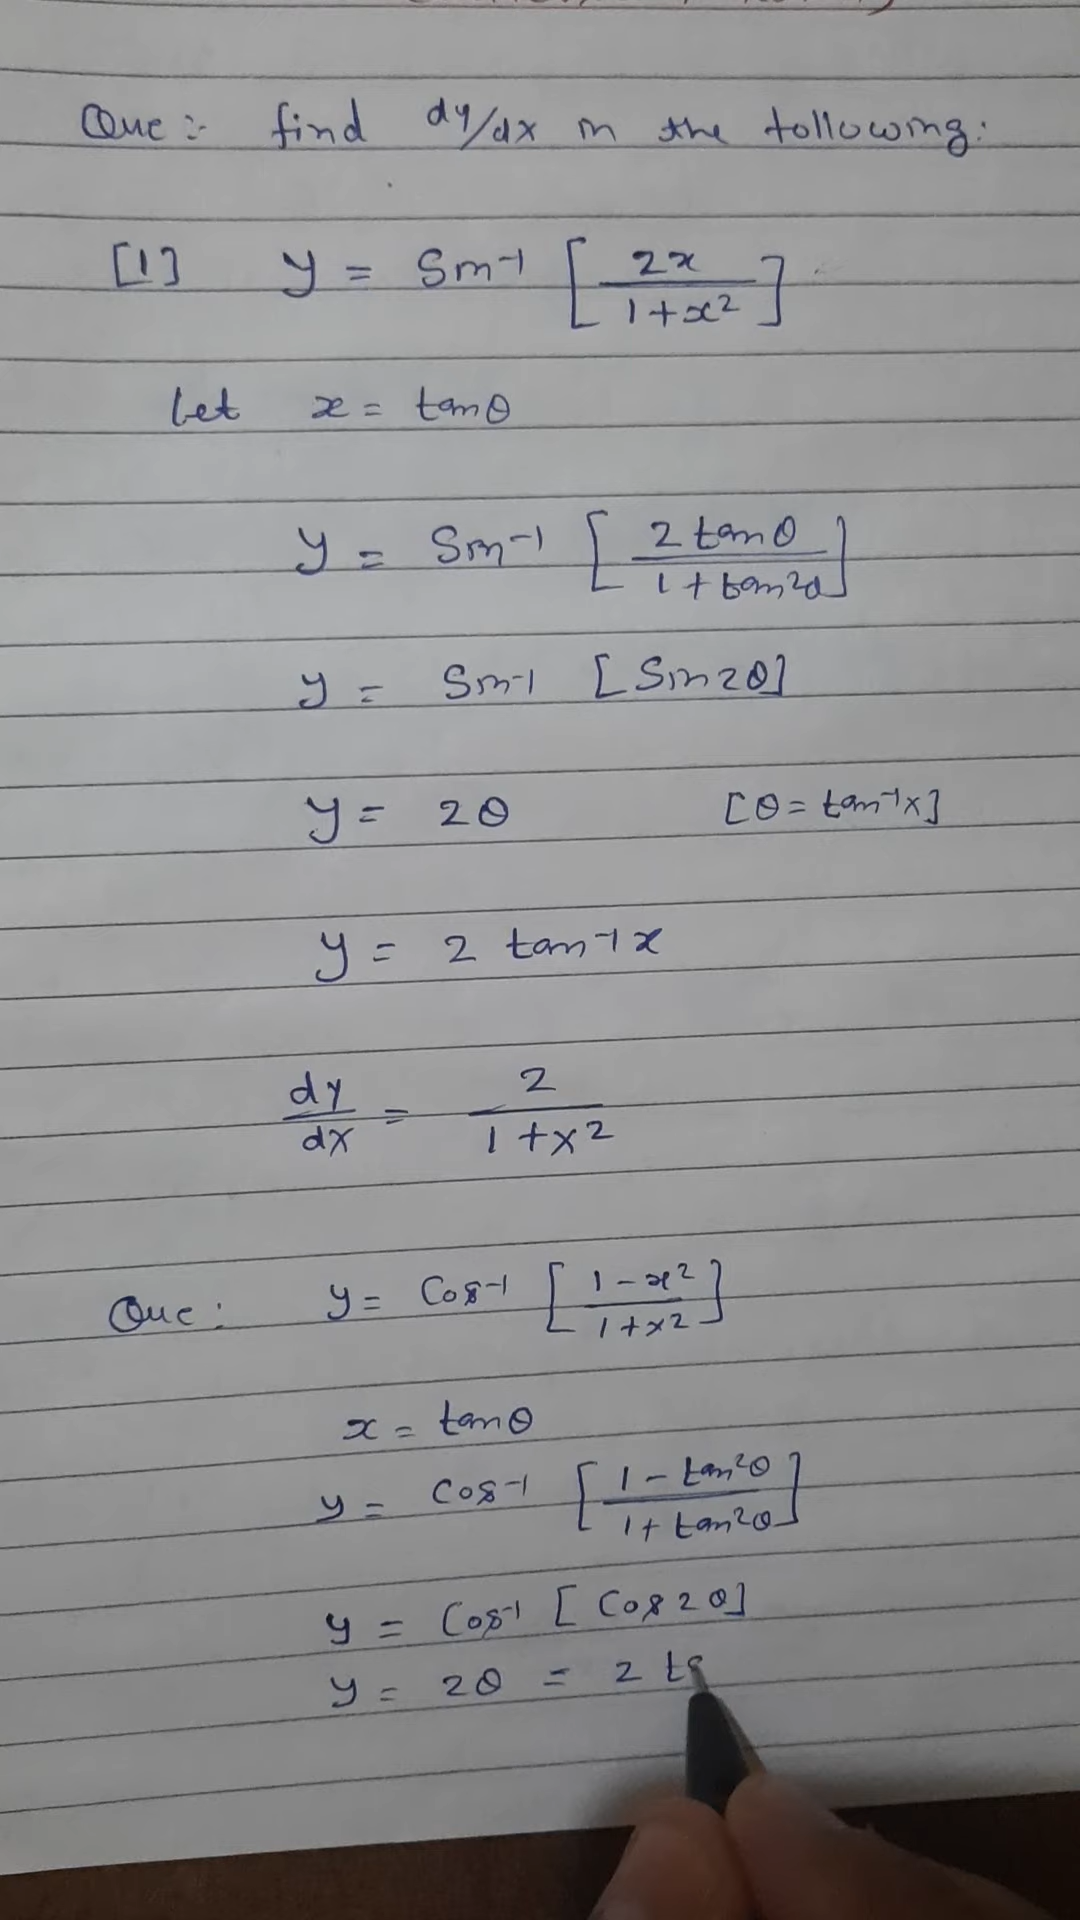 Que :- find dy/dx in the following:
[1] y = Sin-1 [ 2x / 1+x2 ]
Let x = tanθ
y = Sin-1 [ 2 tanθ / 1 + tan2θ ]
y = Sin-1 [ Sin2θ ]
y = 2θ [θ = tan-1x]
y = 2 tan-1x
dy/dx = 2 / 1+x2
Que : y = Cos-1 [ 1-x2 / 1+x2 ]
x = tanθ
y = Cos-1 [ 1 - tan2θ / 1 + tan2θ ]
y = Cos-1 [ Cos2θ ]
y = 2θ = 2 ta